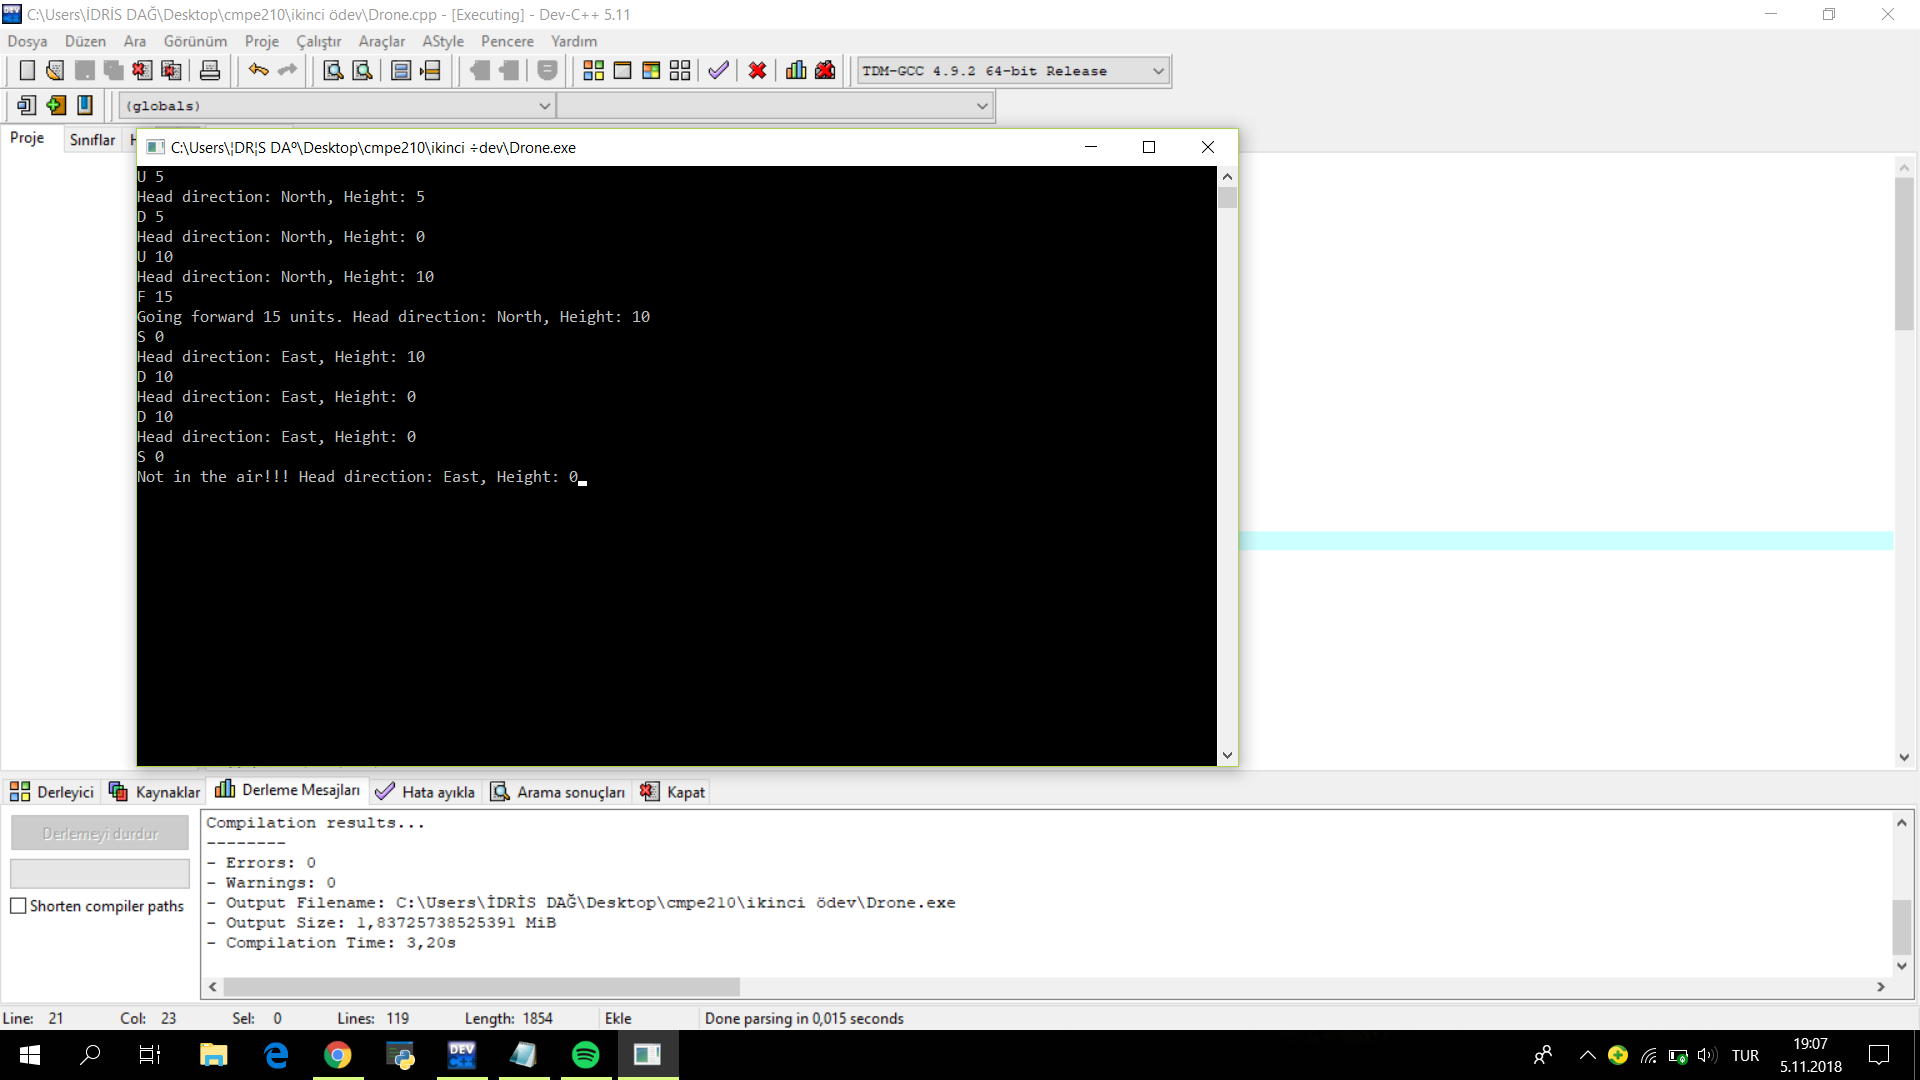 C:\Users\İDRİS DAĞ\Desktop\cmpe210\ikinci ödev\Drone.cpp - [Executing] - Dev-C++ 5.11
Dosya Düzen Ara Görünüm Proje Çalıştır Araçlar AStyle Pencere Yardım
TDM-GCC 4.9.2 64-bit Release
(globals)
Proje Sınıflar
C:\Users\¦DR¦S DAº\Desktop\cmpe210\ikinci ÷dev\Drone.exe
U 5
Head direction: North, Height: 5
D 5
Head direction: North, Height: 0
U 10
Head direction: North, Height: 10
F 15
Going forward 15 units. Head direction: North, Height: 10
S 0
Head direction: East, Height: 10
D 10
Head direction: East, Height: 0
D 10
Head direction: East, Height: 0
S 0
Not in the air!!! Head direction: East, Height: 0
Derleyici Kaynaklar Derleme Mesajları Hata ayıkla Arama sonuçları Kapat
Derlemeyi durdur
Shorten compiler paths
Compilation results...
--------
- Errors: 0
- Warnings: 0
- Output Filename: C:\Users\İDRİS DAĞ\Desktop\cmpe210\ikinci ödev\Drone.exe
- Output Size: 1,83725738525391 MiB
- Compilation Time: 3,20s
Line: 21 Col: 23 Sel: 0 Lines: 119 Length: 1854 Ekle Done parsing in 0,015 seconds
DEV C++
TUR
19:07
5.11.2018